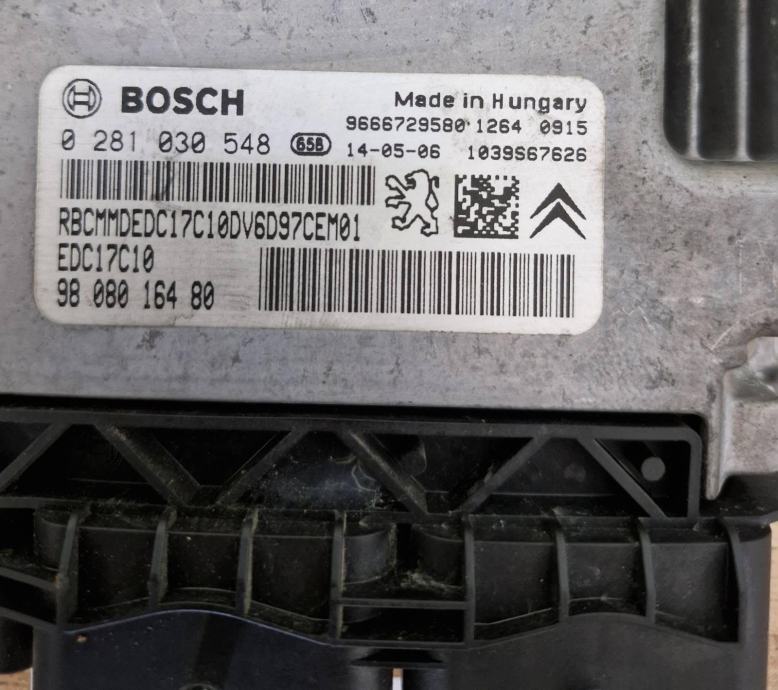 BOSCH
Made in Hungary
9666729580 1264 0915
0 281 030 548 65B 14-05-06 1039S67626
RBCMMDEDC17C10DV6D97CEM01
EDC17C10
98 080 164 80